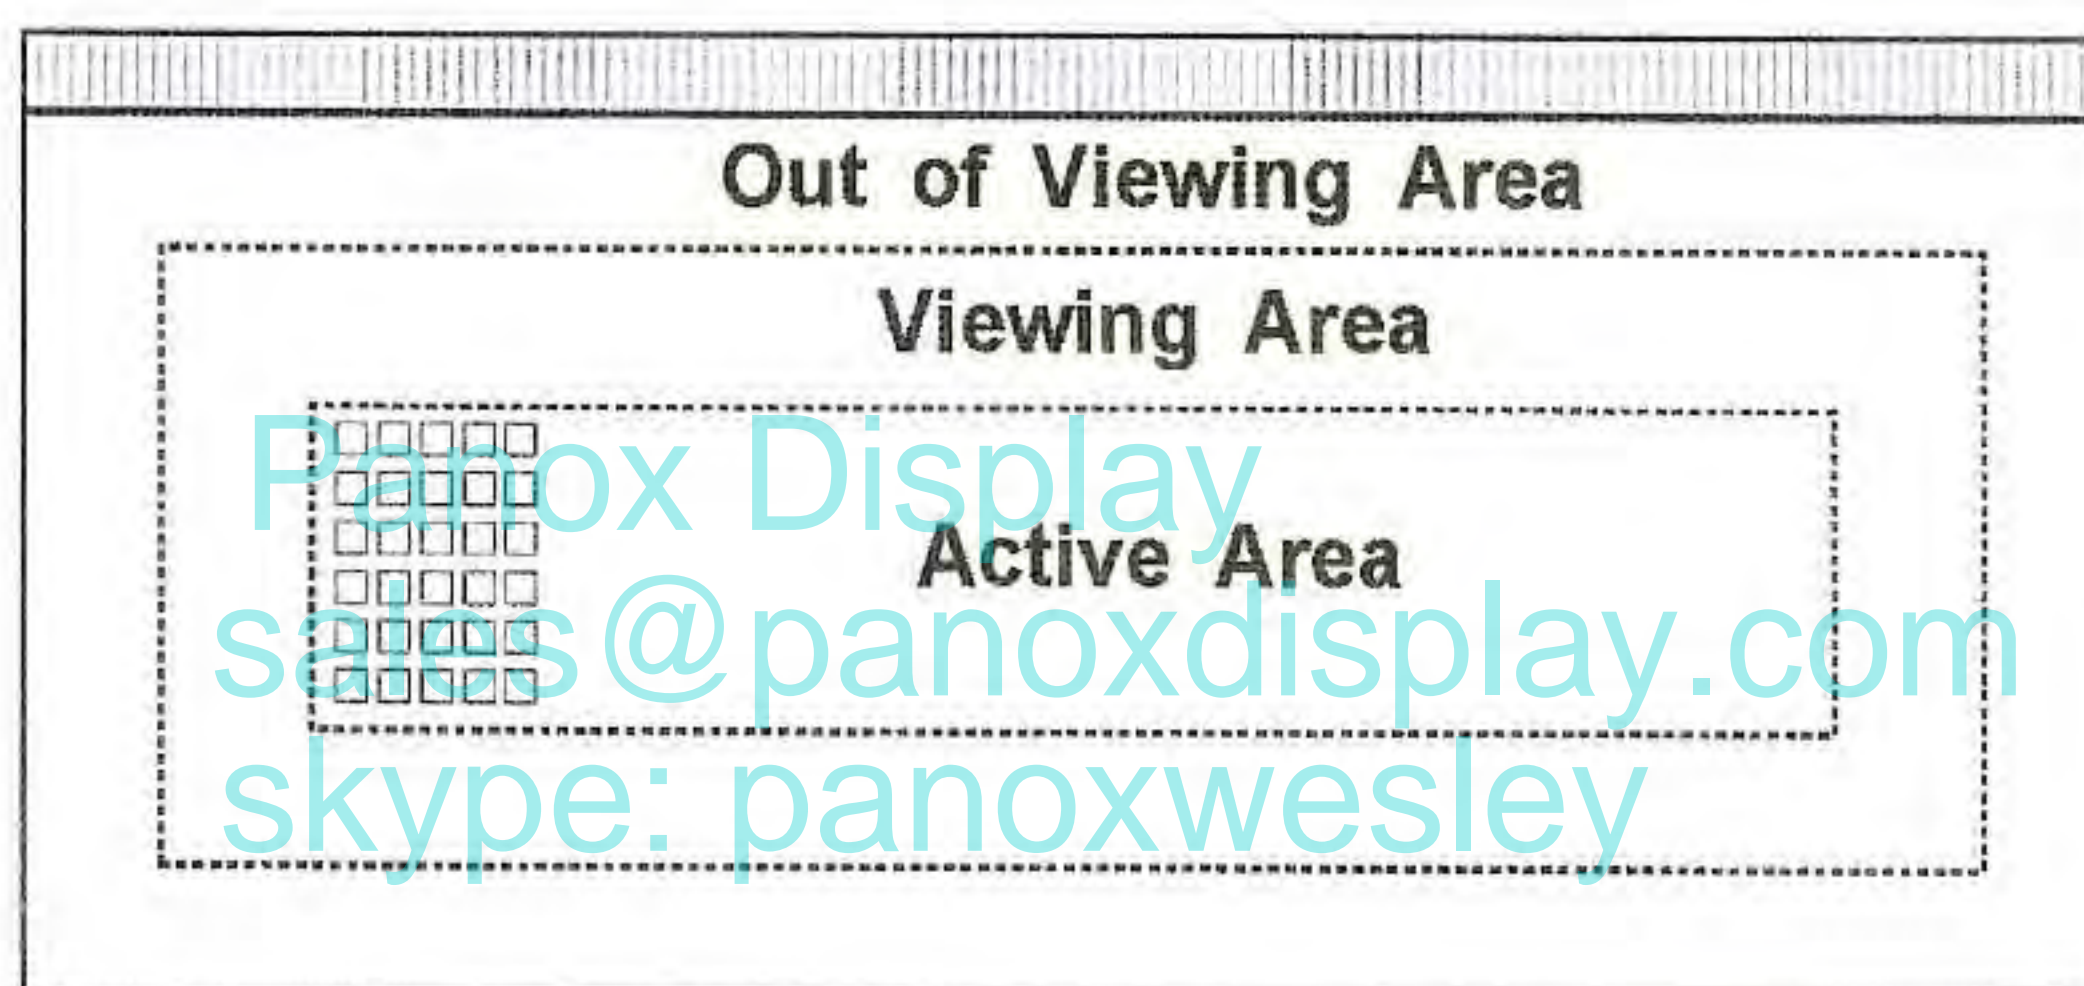 Out of Viewing Area
Viewing Area
Panox Display
Active Area
sales@panoxdisplay.com
skype: panoxwesley